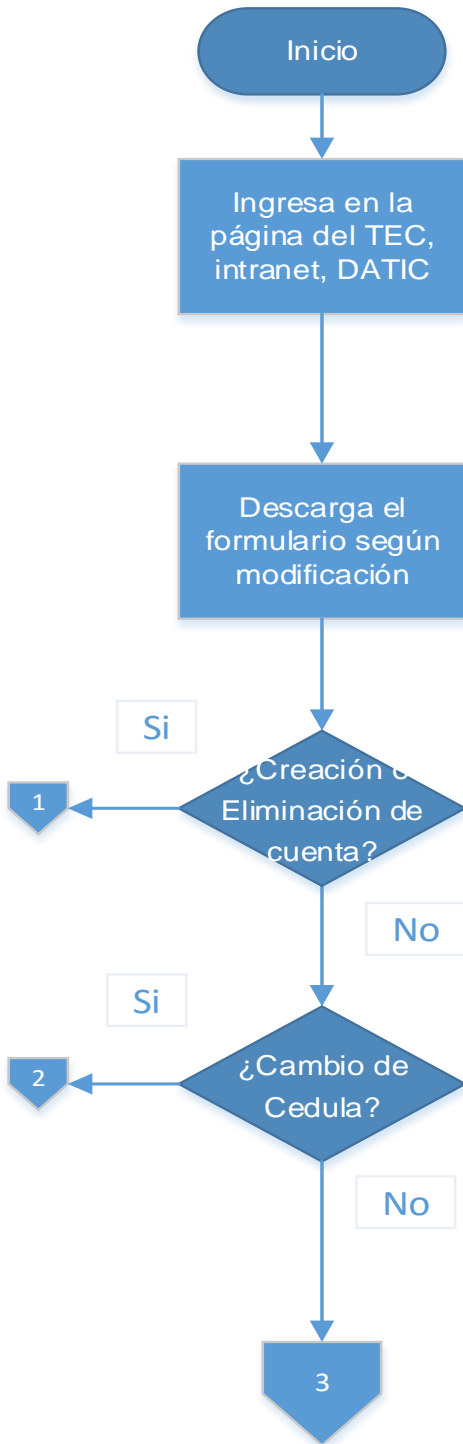 Inicio
Ingresa en la
página del TEC,
intranet, DATIC
Descarga el
formulario según
modificación
Si
¿Creación o
Eliminación de
cuenta?
1
No
Si
¿Cambio de
Cedula?
2
No
3